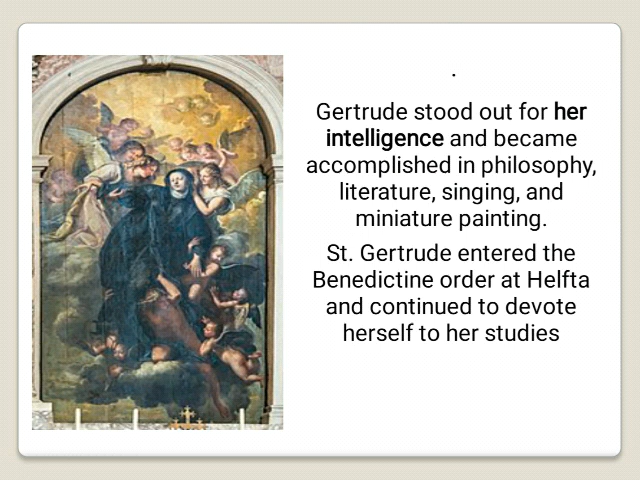 .
Gertrude stood out for her
intelligence and became
accomplished in philosophy,
literature, singing, and
miniature painting.
St. Gertrude entered the
Benedictine order at Helfta
and continued to devote
herself to her studies